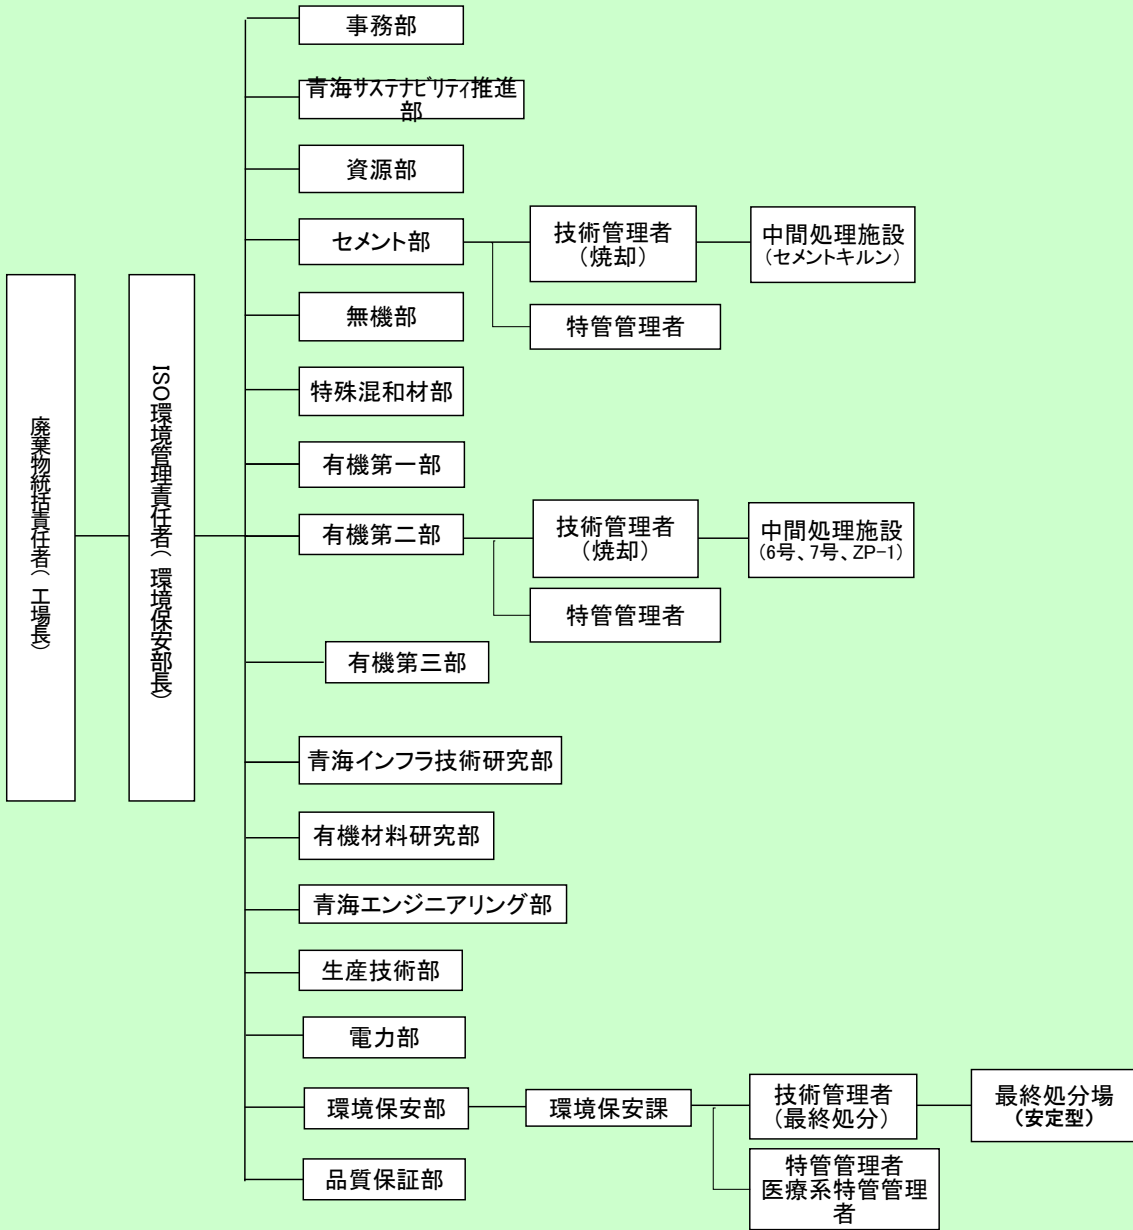 廃棄物統括責任者（工場長）
ISO環境管理責任者（環境保安部長）
事務部
青海サステナビリティ推進
部
資源部
セメント部
技術管理者
（焼却）
中間処理施設
（セメントキルン）
特管管理者
無機部
特殊混和材部
有機第一部
有機第二部
技術管理者
（焼却）
中間処理施設
（6号、7号、ZP-1）
特管管理者
有機第三部
青海インフラ技術研究部
有機材料研究部
青海エンジニアリング部
生産技術部
電力部
環境保安部
環境保安課
技術管理者
（最終処分）
最終処分場
（安定型）
特管管理者
医療系特管管理
者
品質保証部